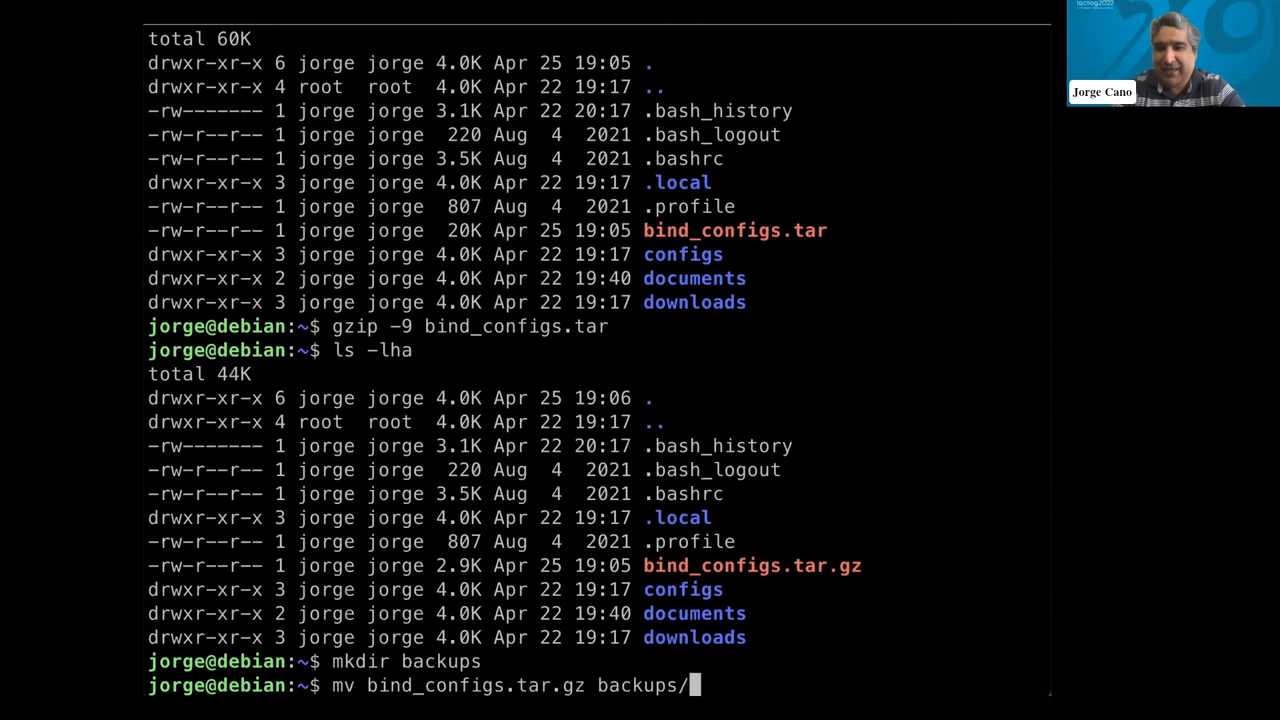 total 60K
drwxr-xr-x 6 jorge jorge 4.0K Apr 25 19:05 .
drwxr-xr-x 4 root  root  4.0K Apr 22 19:17 ..
-rw------- 1 jorge jorge 3.1K Apr 22 20:17 .bash_history
-rw-r--r-- 1 jorge jorge  220 Aug  4  2021 .bash_logout
-rw-r--r-- 1 jorge jorge 3.5K Aug  4  2021 .bashrc
drwxr-xr-x 3 jorge jorge 4.0K Apr 22 19:17 .local
-rw-r--r-- 1 jorge jorge  807 Aug  4  2021 .profile
-rw-r--r-- 1 jorge jorge  20K Apr 25 19:05 bind_configs.tar
drwxr-xr-x 3 jorge jorge 4.0K Apr 22 19:17 configs
drwxr-xr-x 2 jorge jorge 4.0K Apr 22 19:40 documents
drwxr-xr-x 3 jorge jorge 4.0K Apr 22 19:17 downloads
jorge@debian:~$ gzip -9 bind_configs.tar
jorge@debian:~$ ls -lha
total 44K
drwxr-xr-x 6 jorge jorge 4.0K Apr 25 19:06 .
drwxr-xr-x 4 root  root  4.0K Apr 22 19:17 ..
-rw------- 1 jorge jorge 3.1K Apr 22 20:17 .bash_history
-rw-r--r-- 1 jorge jorge  220 Aug  4  2021 .bash_logout
-rw-r--r-- 1 jorge jorge 3.5K Aug  4  2021 .bashrc
drwxr-xr-x 3 jorge jorge 4.0K Apr 22 19:17 .local
-rw-r--r-- 1 jorge jorge  807 Aug  4  2021 .profile
-rw-r--r-- 1 jorge jorge 2.9K Apr 25 19:05 bind_configs.tar.gz
drwxr-xr-x 3 jorge jorge 4.0K Apr 22 19:17 configs
drwxr-xr-x 2 jorge jorge 4.0K Apr 22 19:40 documents
drwxr-xr-x 3 jorge jorge 4.0K Apr 22 19:17 downloads
jorge@debian:~$ mkdir backups
jorge@debian:~$ mv bind_configs.tar.gz backups/
lacnog2022
Jorge Cano